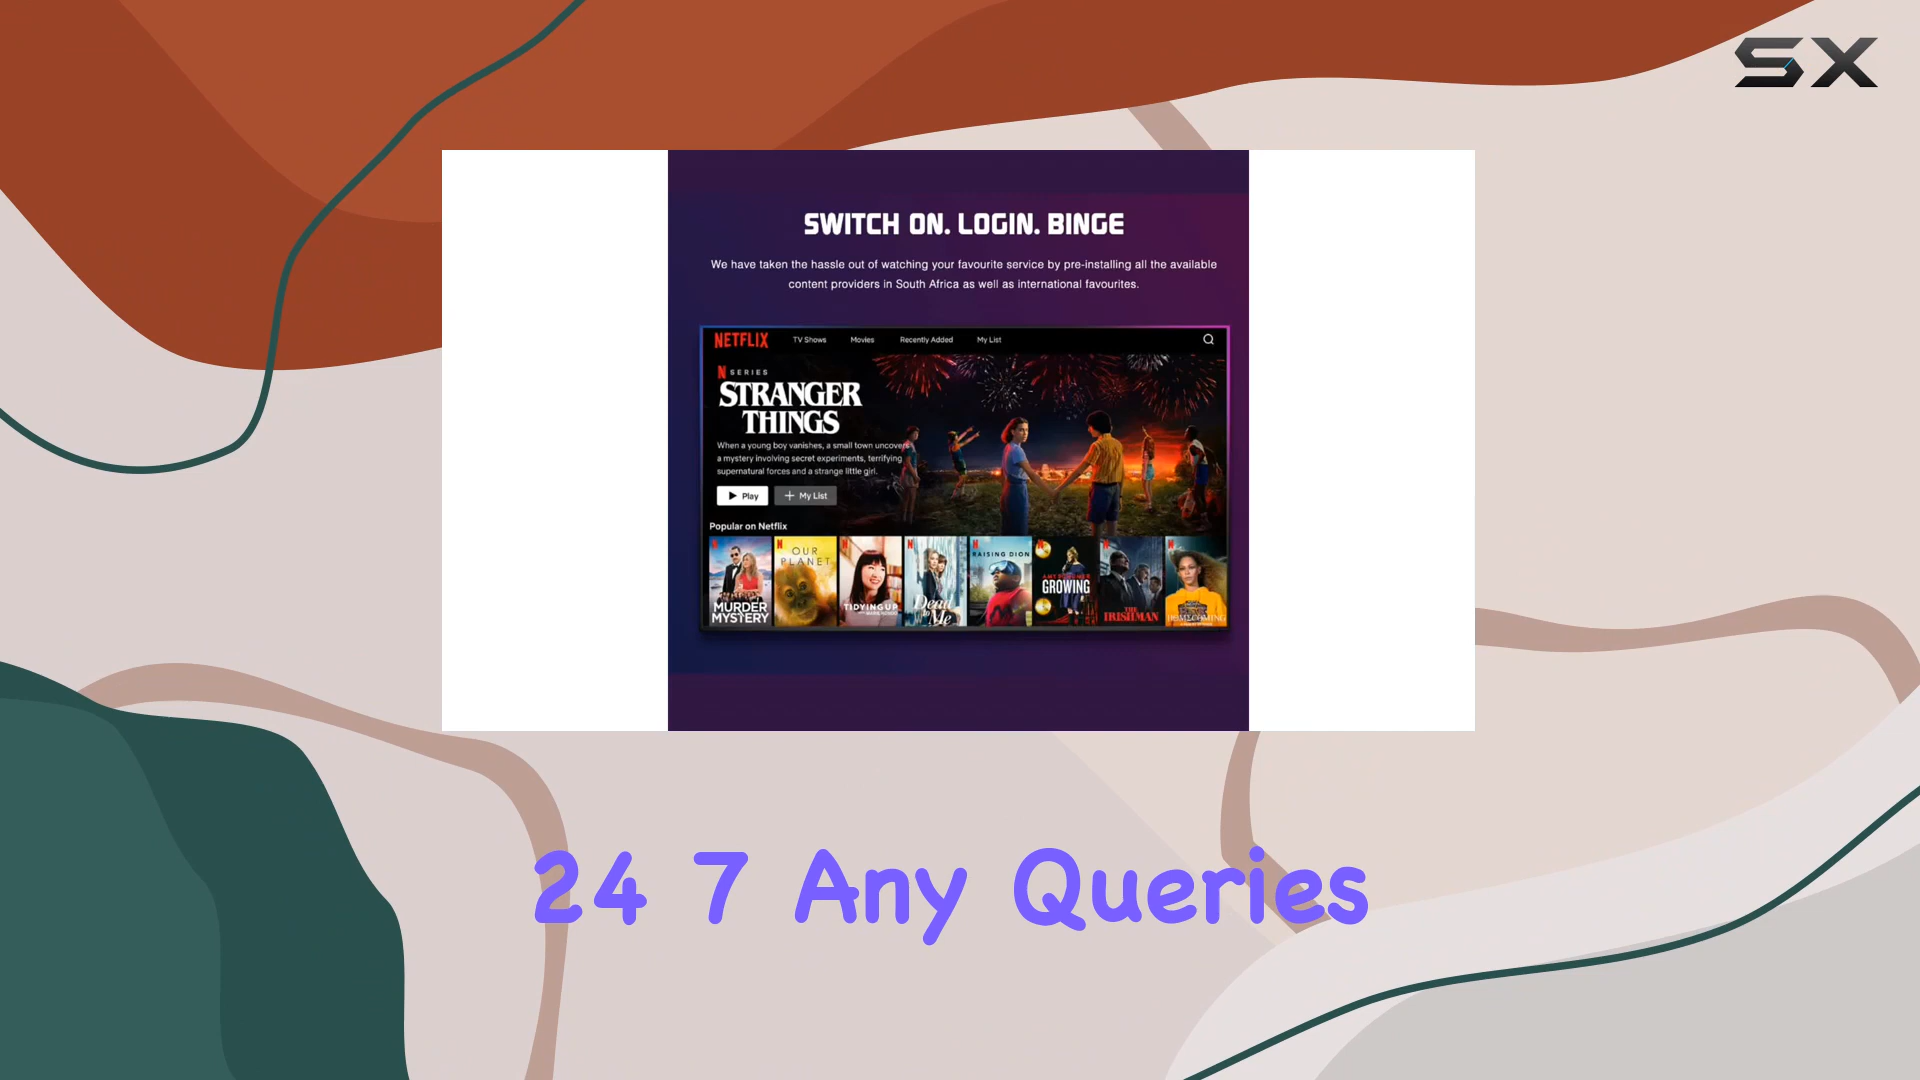 SX
SWITCH ON. LOGIN. BINGE
We have taken the hassle out of watching your favourite service by pre-installing all the available
content providers in South Africa as well as international favourites.
NETFLIX TV Shows Movies Recently Added My List
N SERIES
STRANGER
THINGS
When a young boy vanishes, a small town uncovers
a mystery involving secret experiments, terrifying
supernatural forces and a strange little girl.
Play + My List
Popular on Netflix
MURDER
MYSTERY
OUR
PLANET
TIDYING UP
Dead
to Me
RAISING DION
GROWING
THE
IRISHMAN
HOMECOMING
24 7 Any Queries